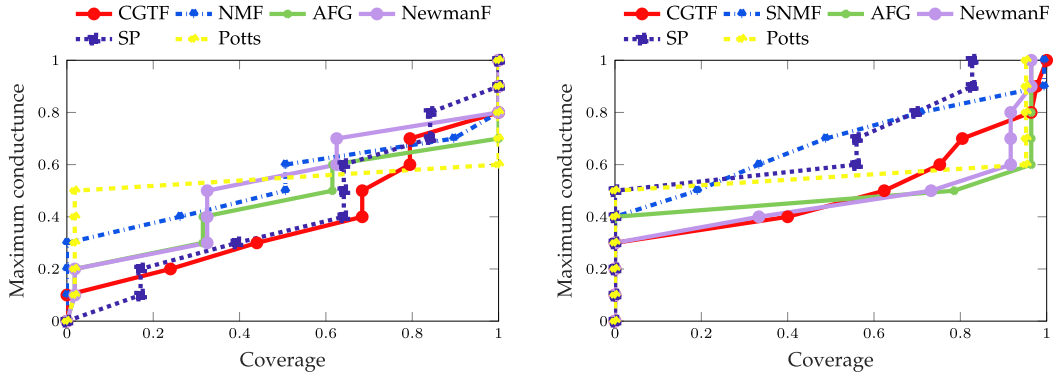 CGTF NMF AFG NewmanF
SP Potts
1
0.8
0.6
0.4
0.2
0
0 0.2 0.4 0.6 0.8 1
Maximum conductunce
Coverage
CGTF SNMF AFG NewmanF
SP Potts
1
0.8
0.6
0.4
0.2
0
0 0.2 0.4 0.6 0.8 1
Maximum conductance
Coverage